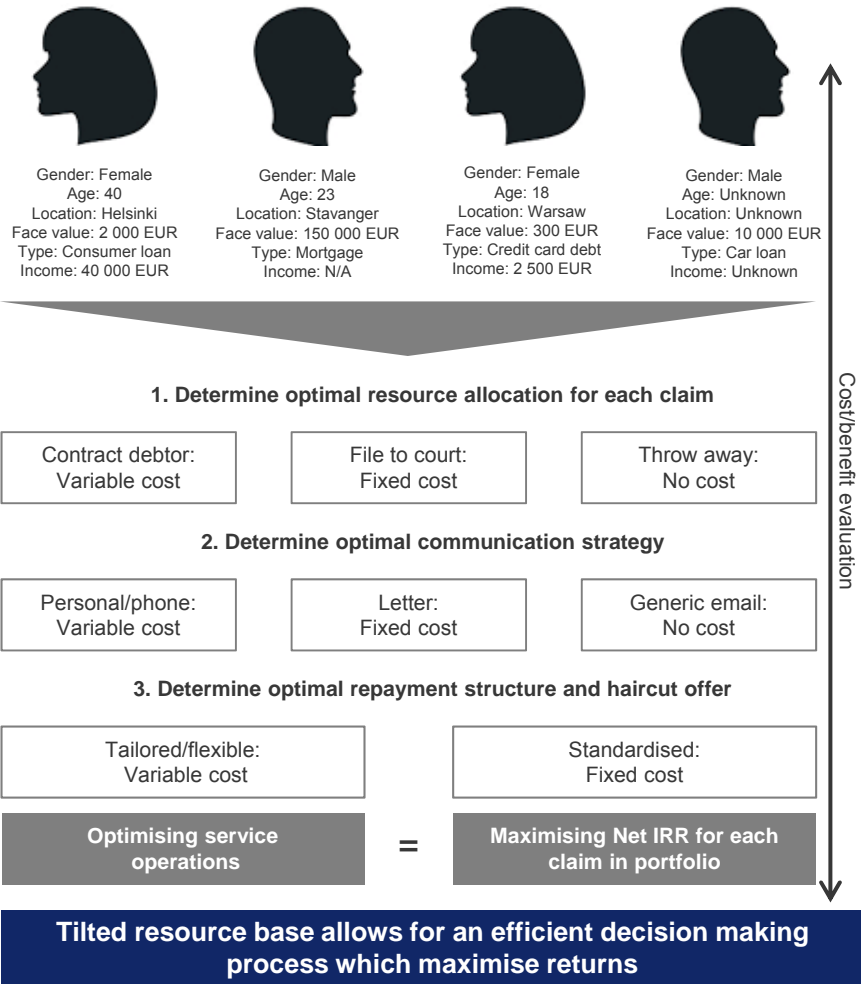 Gender: Female
Age: 40
Location: Helsinki
Face value: 2 000 EUR
Type: Consumer loan
Income: 40 000 EUR
Gender: Male
Age: 23
Location: Stavanger
Face value: 150 000 EUR
Type: Mortgage
Income: N/A
Gender: Female
Age: 18
Location: Warsaw
Face value: 300 EUR
Type: Credit card debt
Income: 2 500 EUR
Gender: Male
Age: Unknown
Location: Unknown
Face value: 10 000 EUR
Type: Car loan
Income: Unknown
1. Determine optimal resource allocation for each claim
Contract debtor:
Variable cost
File to court:
Fixed cost
Throw away:
No cost
2. Determine optimal communication strategy
Personal/phone:
Variable cost
Letter:
Fixed cost
Generic email:
No cost
3. Determine optimal repayment structure and haircut offer
Tailored/flexible:
Variable cost
Standardised:
Fixed cost
Optimising service
operations
=
Maximising Net IRR for each
claim in portfolio
Cost/benefit evaluation
Tilted resource base allows for an efficient decision making
process which maximise returns